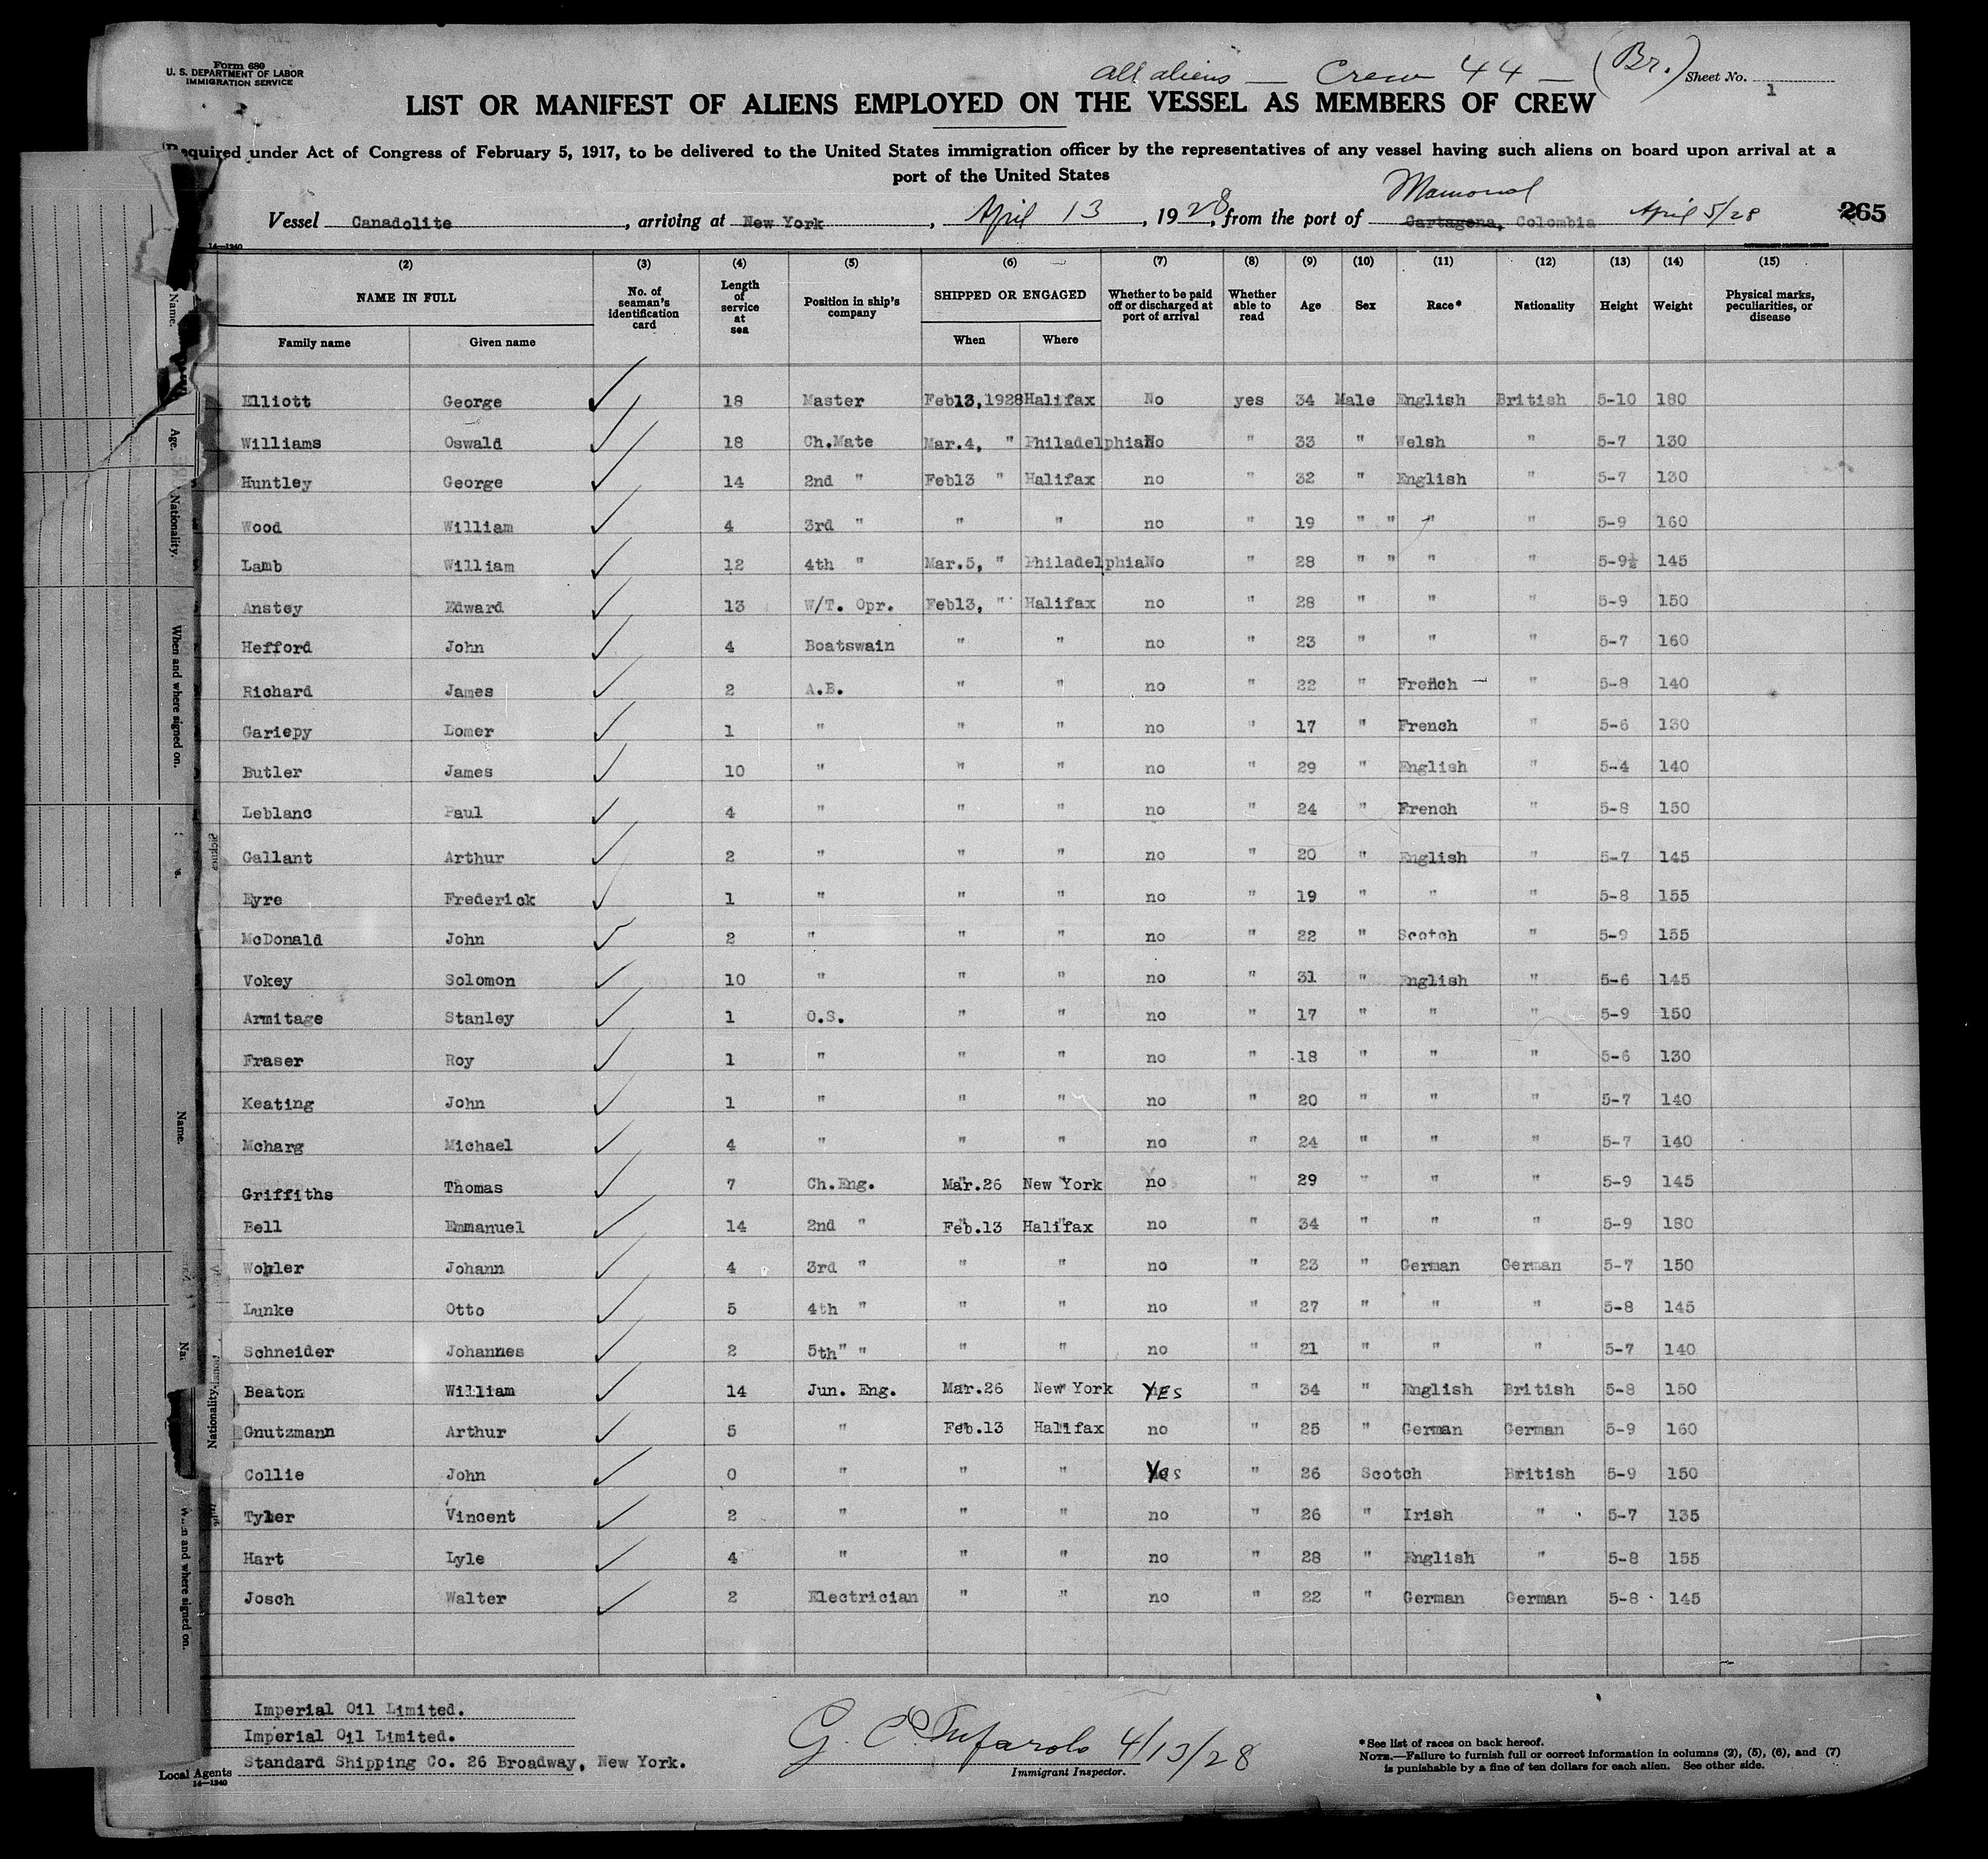 Form 680
U. S. DEPARTMENT OF LABOR
IMMIGRATION SERVICE
all aliens — Crew 44 — (Br.)
Sheet No. 1
LIST OR MANIFEST OF ALIENS EMPLOYED ON THE VESSEL AS MEMBERS OF CREW
Required under Act of Congress of February 5, 1917, to be delivered to the United States immigration officer by the representatives of any vessel having such aliens on board upon arrival at a
port of the United States
Mamonal
Vessel Canadolite, arriving at New York, April 13, 1928, from the port of Cartagena, Colombia April 5/28
265
14—1240
(2) (3) (4) (5) (6) (7) (8) (9) (10) (11) (12) (13) (14) (15)
NAME IN FULL No. of seaman's identification card Length of service at sea Position in ship's company SHIPPED OR ENGAGED Whether to be paid off or discharged at port of arrival Whether able to read Age Sex Race* Nationality Height Weight Physical marks, peculiarities, or disease
Family name Given name When Where
Elliott George 18 Master Feb13,1928 Halifax No yes 34 Male English British 5-10 180
Williams Oswald 18 Ch.Mate Mar.4, " Philadelphia No " 33 " Welsh " 5-7 130
Huntley George 14 2nd " Feb13 " Halifax no " 32 " English " 5-7 130
Wood William 4 3rd " " " no " 19 " " " " 5-9 160
Lamb William 12 4th " Mar.5, " Philadelphia No " 28 " " " " 5-9½ 145
Anstey Edward 13 W/T. Opr. Feb13, " Halifax no " 28 " " " 5-9 150
Hefford John 4 Boatswain " " no " 23 " " " 5-7 160
Richard James 2 A.B. " " no " 22 " French " 5-8 140
Gariepy Lomer 1 " " " no " 17 " French " 5-6 130
Butler James 10 " " " no " 29 " English " 5-4 140
Leblanc Paul 4 " " " no " 24 " French " 5-8 150
Gallant Arthur 2 " " " no " 20 " English " 5-7 145
Eyre Frederick 1 " " " no " 19 " " " 5-8 155
McDonald John 2 " " " no " 22 " Scotch " 5-9 155
Vokey Solomon 10 " " " no " 31 " English " 5-6 145
Armitage Stanley 1 O.S. " " no " 17 " " " 5-9 150
Fraser Roy 1 " " " no " 18 " " " 5-6 130
Keating John 1 " " " no " 20 " " " 5-7 140
Mcharg Michael 4 " " " no " 24 " " " 5-7 140
Griffiths Thomas 7 Ch.Eng. Mar.26 New York no " 29 " " " 5-9 145
Bell Emmanuel 14 2nd " Feb.13 Halifax no " 34 " " " 5-9 180
Wohler Johann 4 3rd " " " no " 23 " German German 5-7 150
Lunke Otto 5 4th " " " no " 27 " " " 5-8 145
Schneider Johannes 2 5th" " " " no " 21 " " " 5-7 140
Beaton William 14 Jun. Eng. Mar.26 New York YES " 34 " English British 5-8 150
Gnutzmann Arthur 5 " Feb.13 Halifax no " 25 " German German 5-9 160
Collie John 0 " " " Yes " 26 Scotch British 5-9 150
Tyler Vincent 2 " " " no " 26 " Irish " 5-7 135
Hart Lyle 4 " " " no " 28 " English " 5-8 155
Josch Walter 2 Electrician " " no " 22 " German German 5-8 145
Imperial Oil Limited.
Imperial Oil Limited.
Local Agents Standard Shipping Co. 26 Broadway, New York.
14—1240
G. C. Tufarolo 4/13/28
Immigrant Inspector.
*See list of races on back hereof.
NOTE.—Failure to furnish full or correct information in columns (2), (5), (6), and (7)
is punishable by a fine of ten dollars for each alien. See other side.
Name.
Age.
Nationality.
When and where signed on.
Name.
Nationality.
and where signed on.